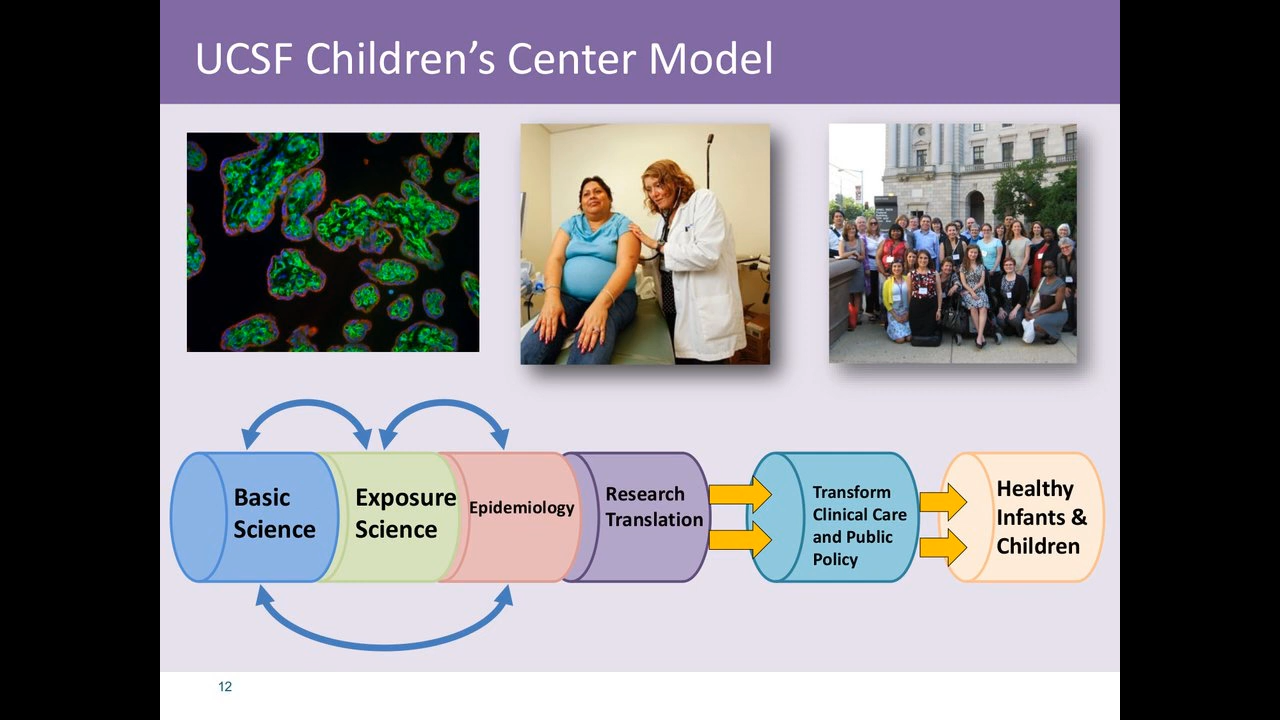 UCSF Children’s Center Model
Basic
Science
Exposure
Science
Epidemiology
Research
Translation
Transform
Clinical Care
and Public
Policy
Healthy
Infants &
Children
12